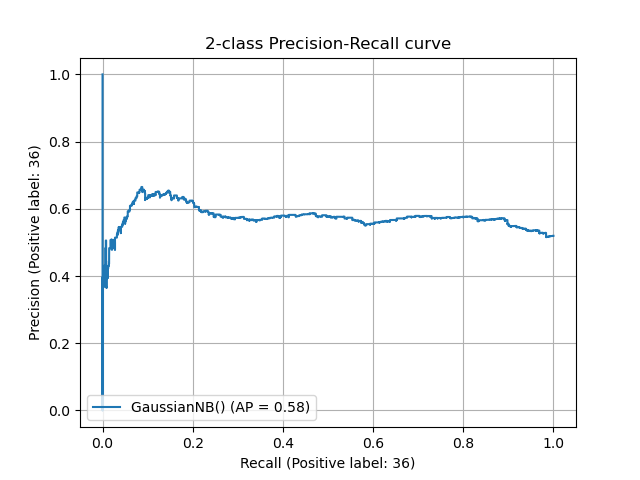 2-class Precision-Recall curve
1.0
0.8
0.6
0.4
0.2
0.0
Precision (Positive label: 36)
GaussianNB() (AP = 0.58)
0.0 0.2 0.4 0.6 0.8 1.0
Recall (Positive label: 36)